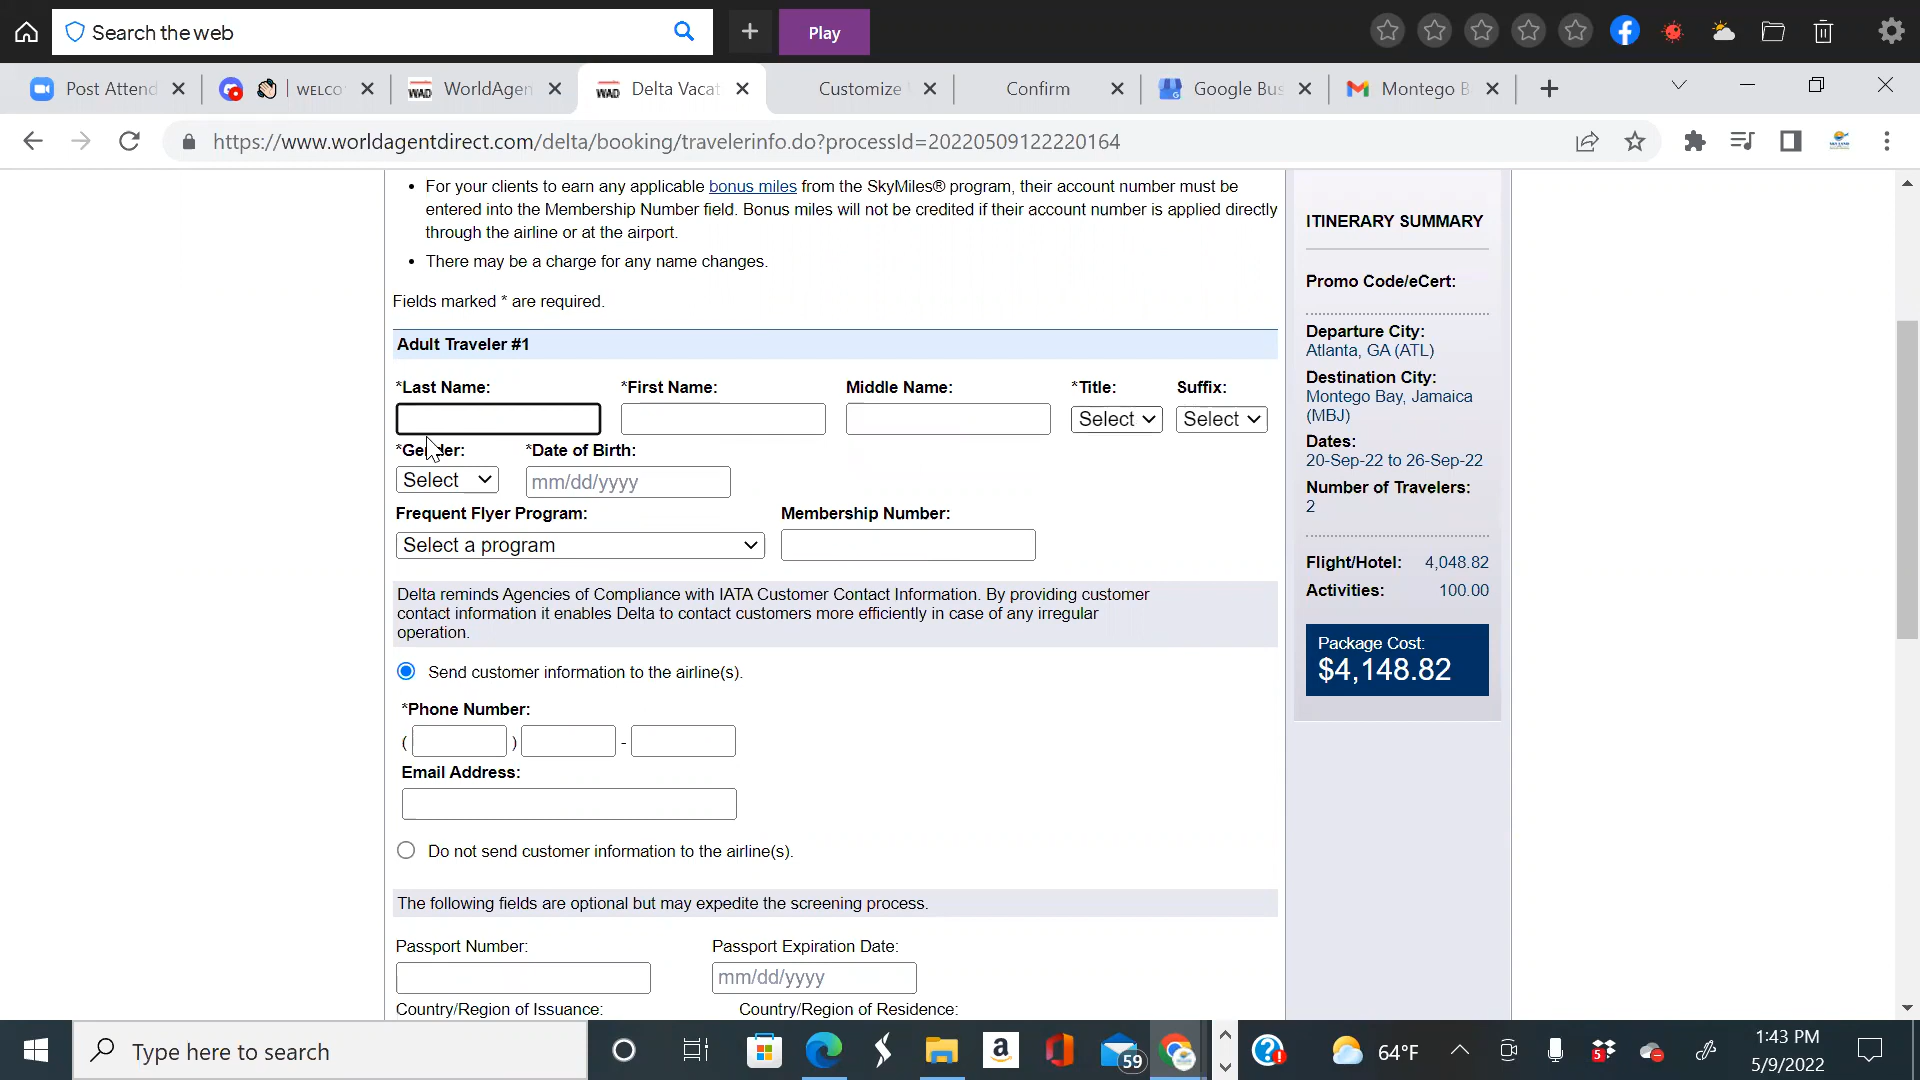 Search the web
Play
Post Attend
WELCO
WorldAgen
Delta Vacat
Customize
Confirm
Google Bus
Montego B
https://www.worldagentdirect.com/delta/booking/travelerinfo.do?processId=20220509122220164
• For your clients to earn any applicable bonus miles from the SkyMiles® program, their account number must be
entered into the Membership Number field. Bonus miles will not be credited if their account number is applied directly
through the airline or at the airport.
• There may be a charge for any name changes.
Fields marked * are required.
Adult Traveler #1
*Last Name: *First Name: Middle Name: *Title: Suffix:
Select Select
*Gender: *Date of Birth:
Select mm/dd/yyyy
Frequent Flyer Program: Membership Number:
Select a program
Delta reminds Agencies of Compliance with IATA Customer Contact Information. By providing customer
contact information it enables Delta to contact customers more efficiently in case of any irregular
operation.
Send customer information to the airline(s).
*Phone Number:
( ) -
Email Address:
Do not send customer information to the airline(s).
The following fields are optional but may expedite the screening process.
Passport Number: Passport Expiration Date:
mm/dd/yyyy
Country/Region of Issuance: Country/Region of Residence:
ITINERARY SUMMARY
Promo Code/eCert:
Departure City:
Atlanta, GA (ATL)
Destination City:
Montego Bay, Jamaica
(MBJ)
Dates:
20-Sep-22 to 26-Sep-22
Number of Travelers:
2
Flight/Hotel: 4,048.82
Activities: 100.00
Package Cost:
$4,148.82
Type here to search
59
64°F
5
1:43 PM
5/9/2022